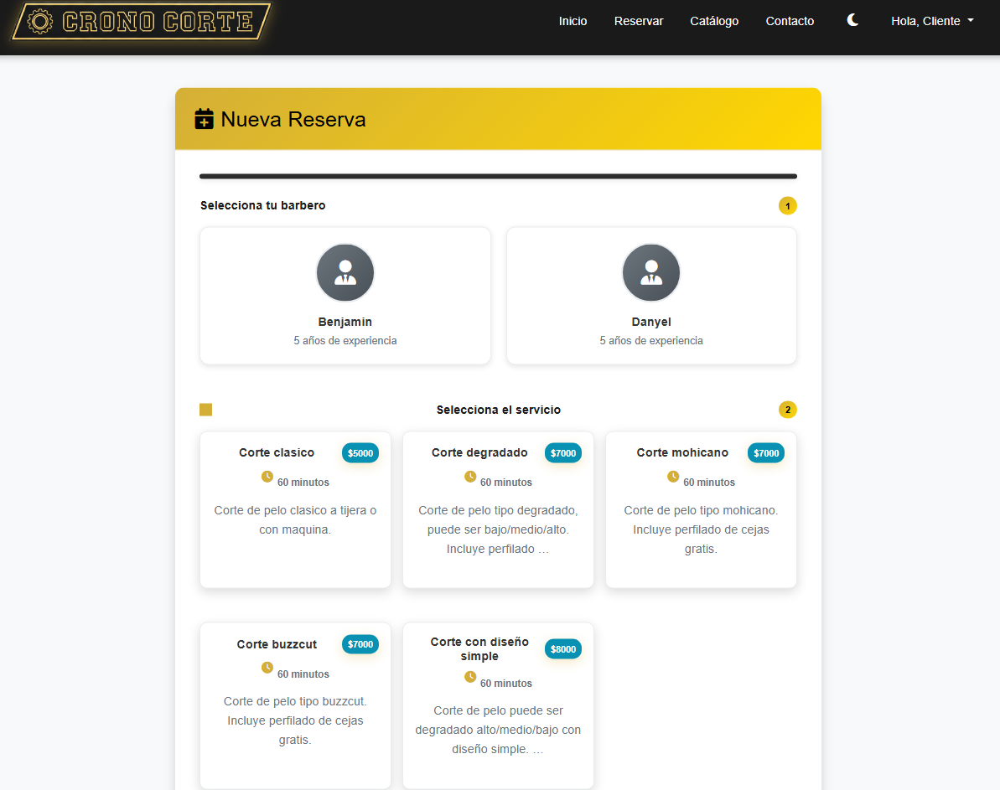 CRONO CORTE
Inicio Reservar Catálogo Contacto Hola, Cliente
Nueva Reserva
Selecciona tu barbero 1
Benjamin
5 años de experiencia
Danyel
5 años de experiencia
Selecciona el servicio 2
Corte clasico $5000
60 minutos
Corte de pelo clasico a tijera o
con maquina.
Corte degradado $7000
60 minutos
Corte de pelo tipo degradado,
puede ser bajo/medio/alto.
Incluye perfilado …
Corte mohicano $7000
60 minutos
Corte de pelo tipo mohicano.
Incluye perfilado de cejas
gratis.
Corte buzzcut $7000
60 minutos
Corte de pelo tipo buzzcut.
Incluye perfilado de cejas
gratis.
Corte con diseño
simple $8000
60 minutos
Corte de pelo puede ser
degradado alto/medio/bajo con
diseño simple. …